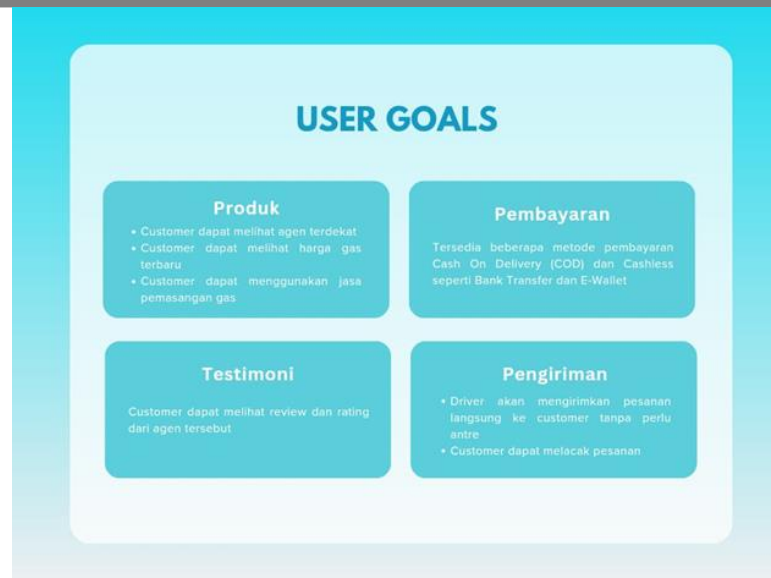 USER GOALS
Produk
• Customer dapat melihat agen terdekat
• Customer dapat melihat harga gas
terbaru
• Customer dapat menggunakan jasa
pemasangan gas
Pembayaran
Tersedia beberapa metode pembayaran
Cash On Delivery (COD) dan Cashless
seperti Bank Transfer dan E-Wallet
Testimoni
Customer dapat melihat review dan rating
dari agen tersebut
Pengiriman
• Driver akan mengirimkan pesanan
langsung ke customer tanpa perlu
antre
• Customer dapat melacak pesanan